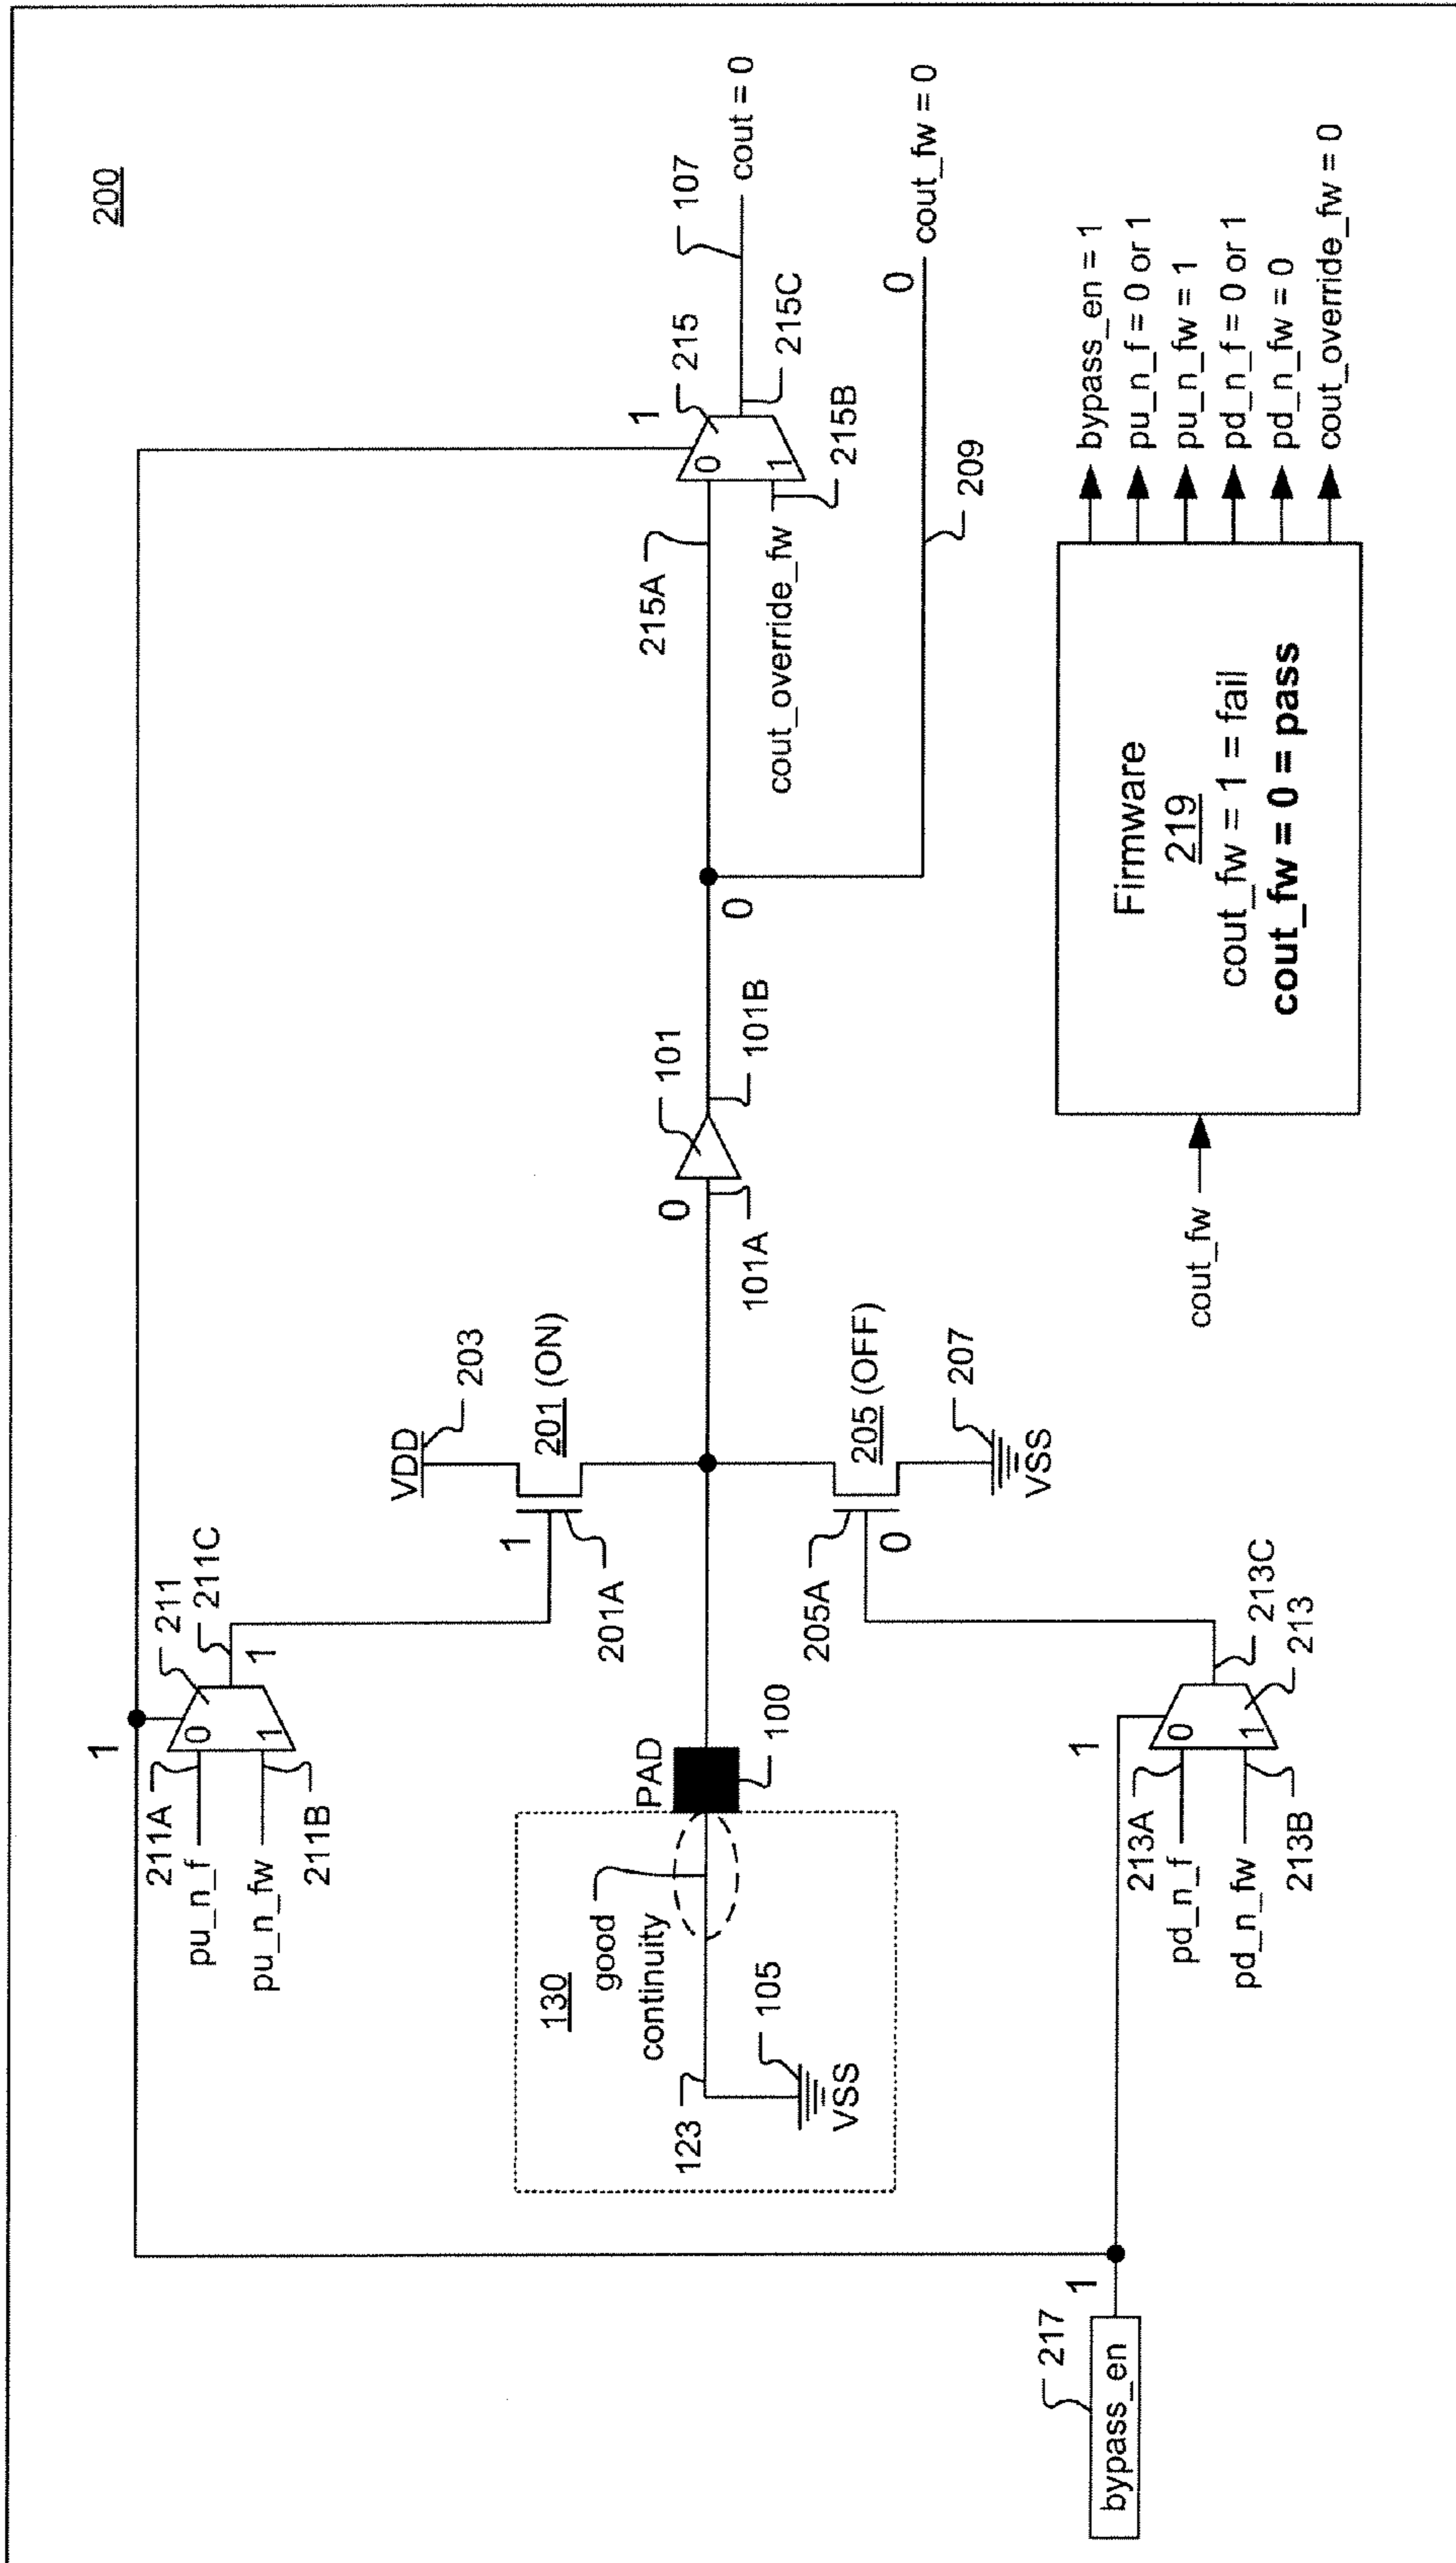 200
1
211A
pu_n_f
0
211
211C
1
pu_n_fw
1
211B
VDD
203
1
201 (ON)
201A
130
good
continuity
PAD
100
123
105
VSS
0
101
101A
101B
0
215A
1
215
0
1
cout_override_fw
215B
215C
107
cout = 0
209
0
cout_fw = 0
205 (OFF)
205A
0
207
VSS
217
bypass_en
1
1
213A
pd_n_f
0
213C
213
pd_n_fw
1
213B
cout_fw
Firmware
219
cout_fw = 1 = fail
cout_fw = 0 = pass
bypass_en = 1
pu_n_f = 0 or 1
pu_n_fw = 1
pd_n_f = 0 or 1
pd_n_fw = 0
cout_override_fw = 0